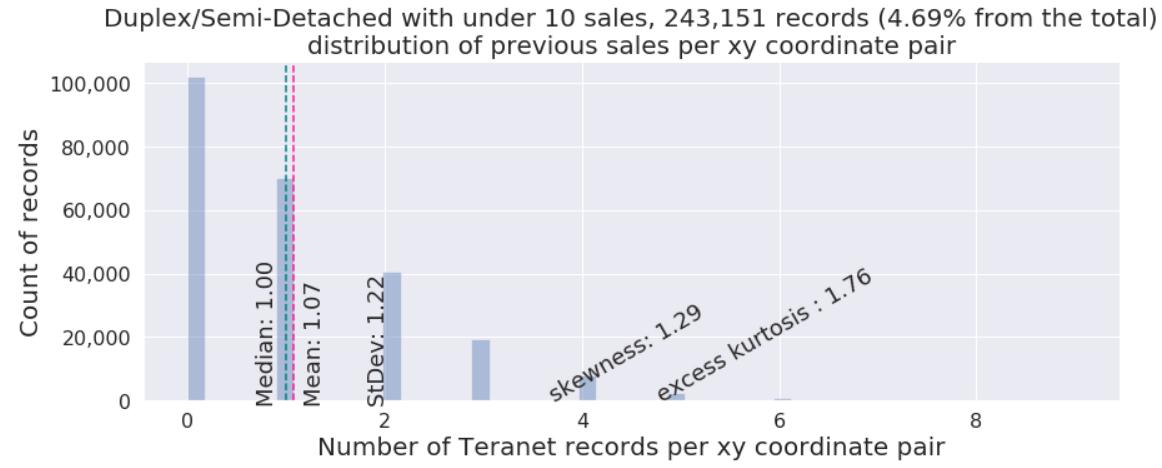 Duplex/Semi-Detached with under 10 sales, 243,151 records (4.69% from the total)
distribution of previous sales per xy coordinate pair
Count of records
100,000
80,000
60,000
40,000
20,000
0
Median: 1.00
Mean: 1.07
StDev: 1.22
skewness: 1.29
excess kurtosis : 1.76
0
2
4
6
8
Number of Teranet records per xy coordinate pair